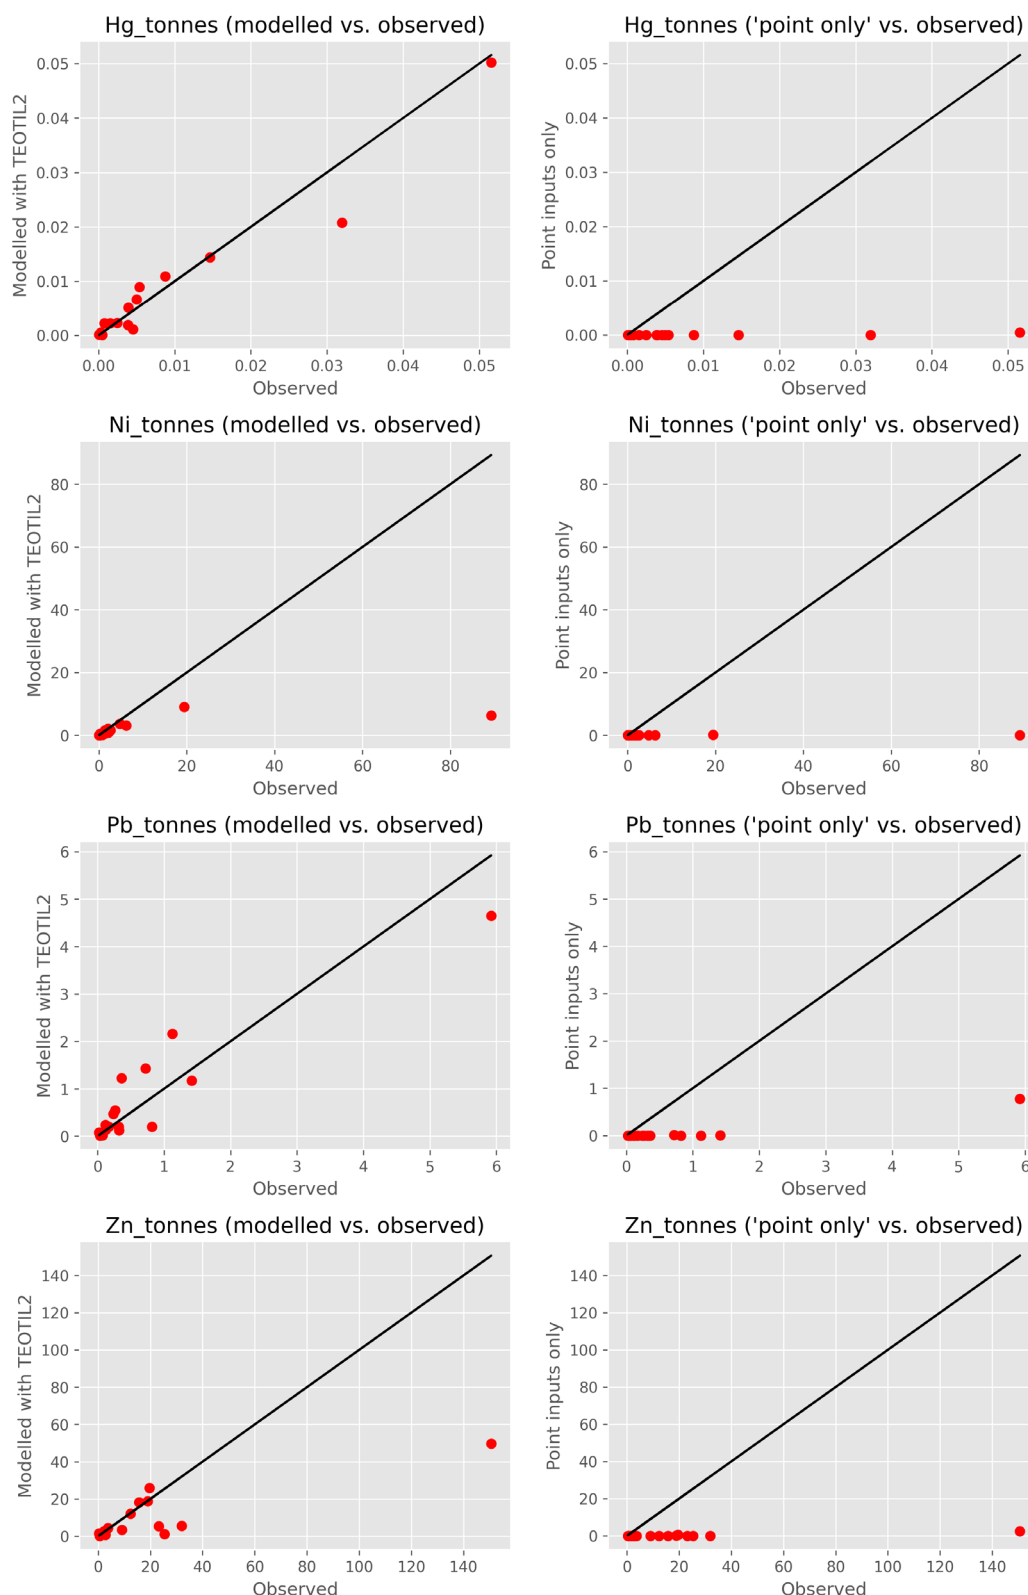 Hg_tonnes (modelled vs. observed)
0.05
0.04
0.03
0.02
0.01
0.00
Modelled with TEOTIL2
0.00 0.01 0.02 0.03 0.04 0.05
Observed
Hg_tonnes ('point only' vs. observed)
0.05
0.04
0.03
0.02
0.01
0.00
Point inputs only
0.00 0.01 0.02 0.03 0.04 0.05
Observed
Ni_tonnes (modelled vs. observed)
80
60
40
20
0
Modelled with TEOTIL2
0 20 40 60 80
Observed
Ni_tonnes ('point only' vs. observed)
80
60
40
20
0
Point inputs only
0 20 40 60 80
Observed
Pb_tonnes (modelled vs. observed)
6
5
4
3
2
1
0
Modelled with TEOTIL2
0 1 2 3 4 5 6
Observed
Pb_tonnes ('point only' vs. observed)
6
5
4
3
2
1
0
Point inputs only
0 1 2 3 4 5 6
Observed
Zn_tonnes (modelled vs. observed)
140
120
100
80
60
40
20
0
Modelled with TEOTIL2
0 20 40 60 80 100 120 140
Observed
Zn_tonnes ('point only' vs. observed)
140
120
100
80
60
40
20
0
Point inputs only
0 20 40 60 80 100 120 140
Observed